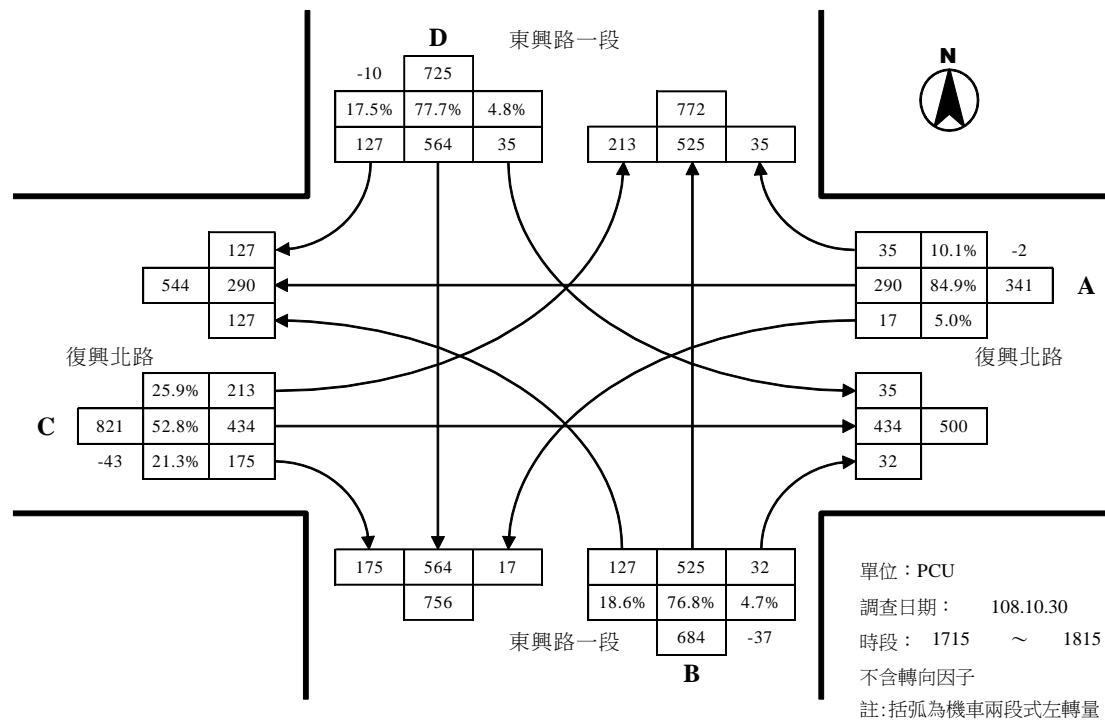 D 東興路一段
N
-10 725
17.5% 77.7% 4.8%
127 564 35
772
213 525 35
127
544 290
127
35 10.1% -2
290 84.9% 341 A
17 5.0%
復興北路
復興北路
25.9% 213
C 821 52.8% 434
-43 21.3% 175
35
434 500
32
175 564 17
756
127 525 32
18.6% 76.8% 4.7%
東興路一段 684 -37
B
單位：PCU
調查日期： 108.10.30
時段： 1715 ～ 1815
不含轉向因子
註:括弧為機車兩段式左轉量